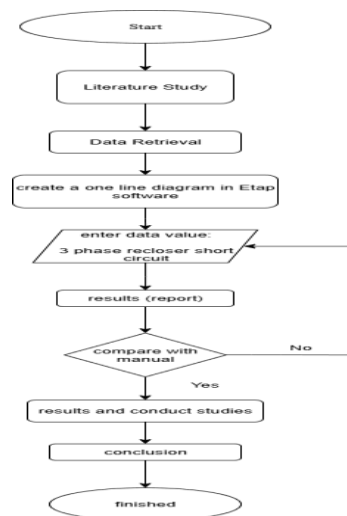 Start
Literature Study
Data Retrieval
create a one line diagram in Etap
software
enter data value:
3 phase recloser short
circuit
results (report)
compare with
manual
No
Yes
results and conduct studies
conclusion
finished